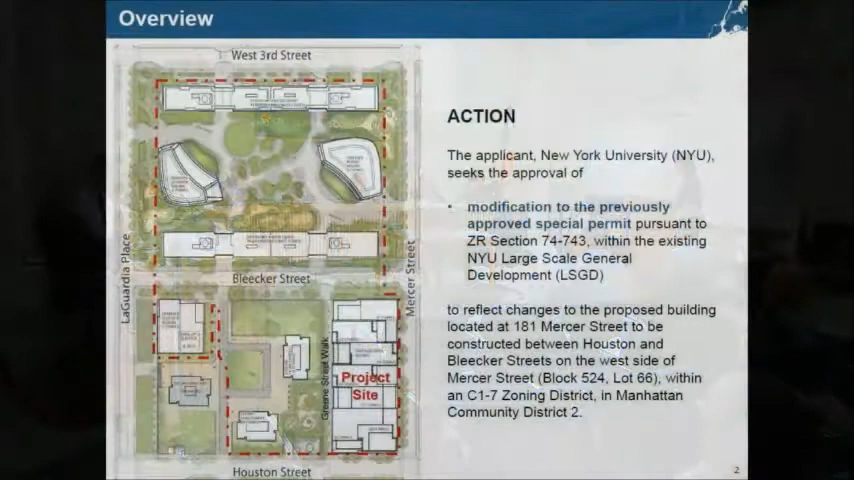 Overview
West 3rd Street
LaGuardia Place
Mercer Street
Bleecker Street
Greene Street Walk
Project
Site
Houston Street
ACTION
The applicant, New York University (NYU),
seeks the approval of
• modification to the previously
approved special permit pursuant to
ZR Section 74-743, within the existing
NYU Large Scale General
Development (LSGD)
to reflect changes to the proposed building
located at 181 Mercer Street to be
constructed between Houston and
Bleecker Streets on the west side of
Mercer Street (Block 524, Lot 66), within
an C1-7 Zoning District, in Manhattan
Community District 2.
2